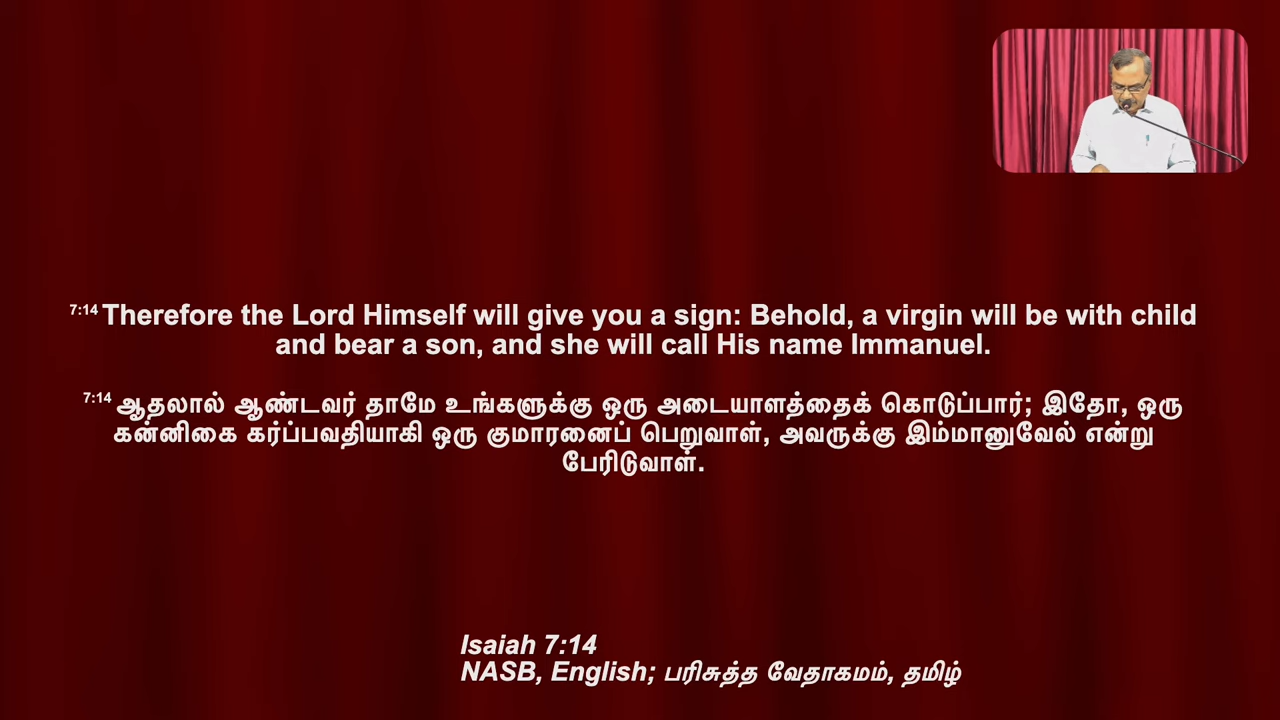 7:14 Therefore the Lord Himself will give you a sign: Behold, a virgin will be with child
and bear a son, and she will call His name Immanuel.
7:14 ஆதலால் ஆண்டவர் தாமே உங்களுக்கு ஒரு அடையாளத்தைக் கொடுப்பார்; இதோ, ஒரு
கன்னிகை கர்ப்பவதியாகி ஒரு குமாரனைப் பெறுவாள், அவருக்கு இம்மானுவேல் என்று
பேரிடுவாள்.
Isaiah 7:14
NASB, English; பரிசுத்த வேதாகமம், தமிழ்